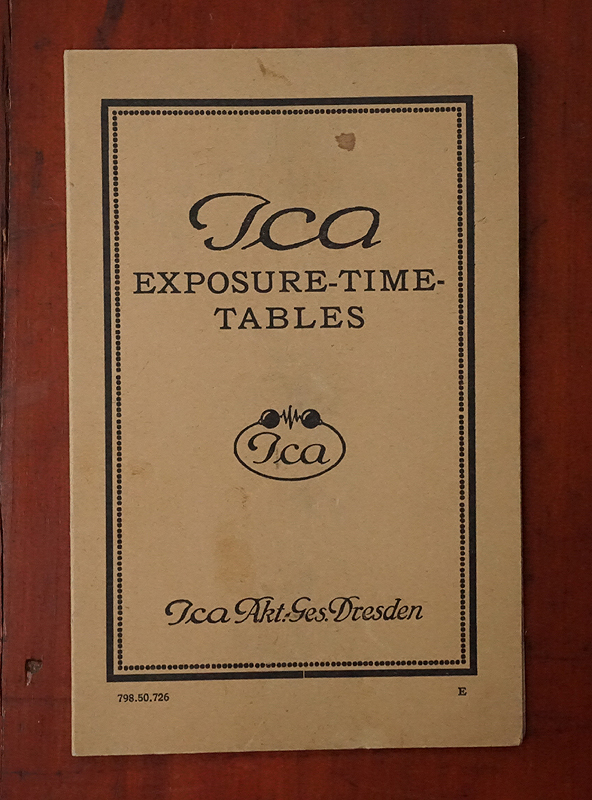 Ica
EXPOSURE-TIME-
TABLES
Ica
Ica Akt.-Ges. Dresden
798.50.726 E